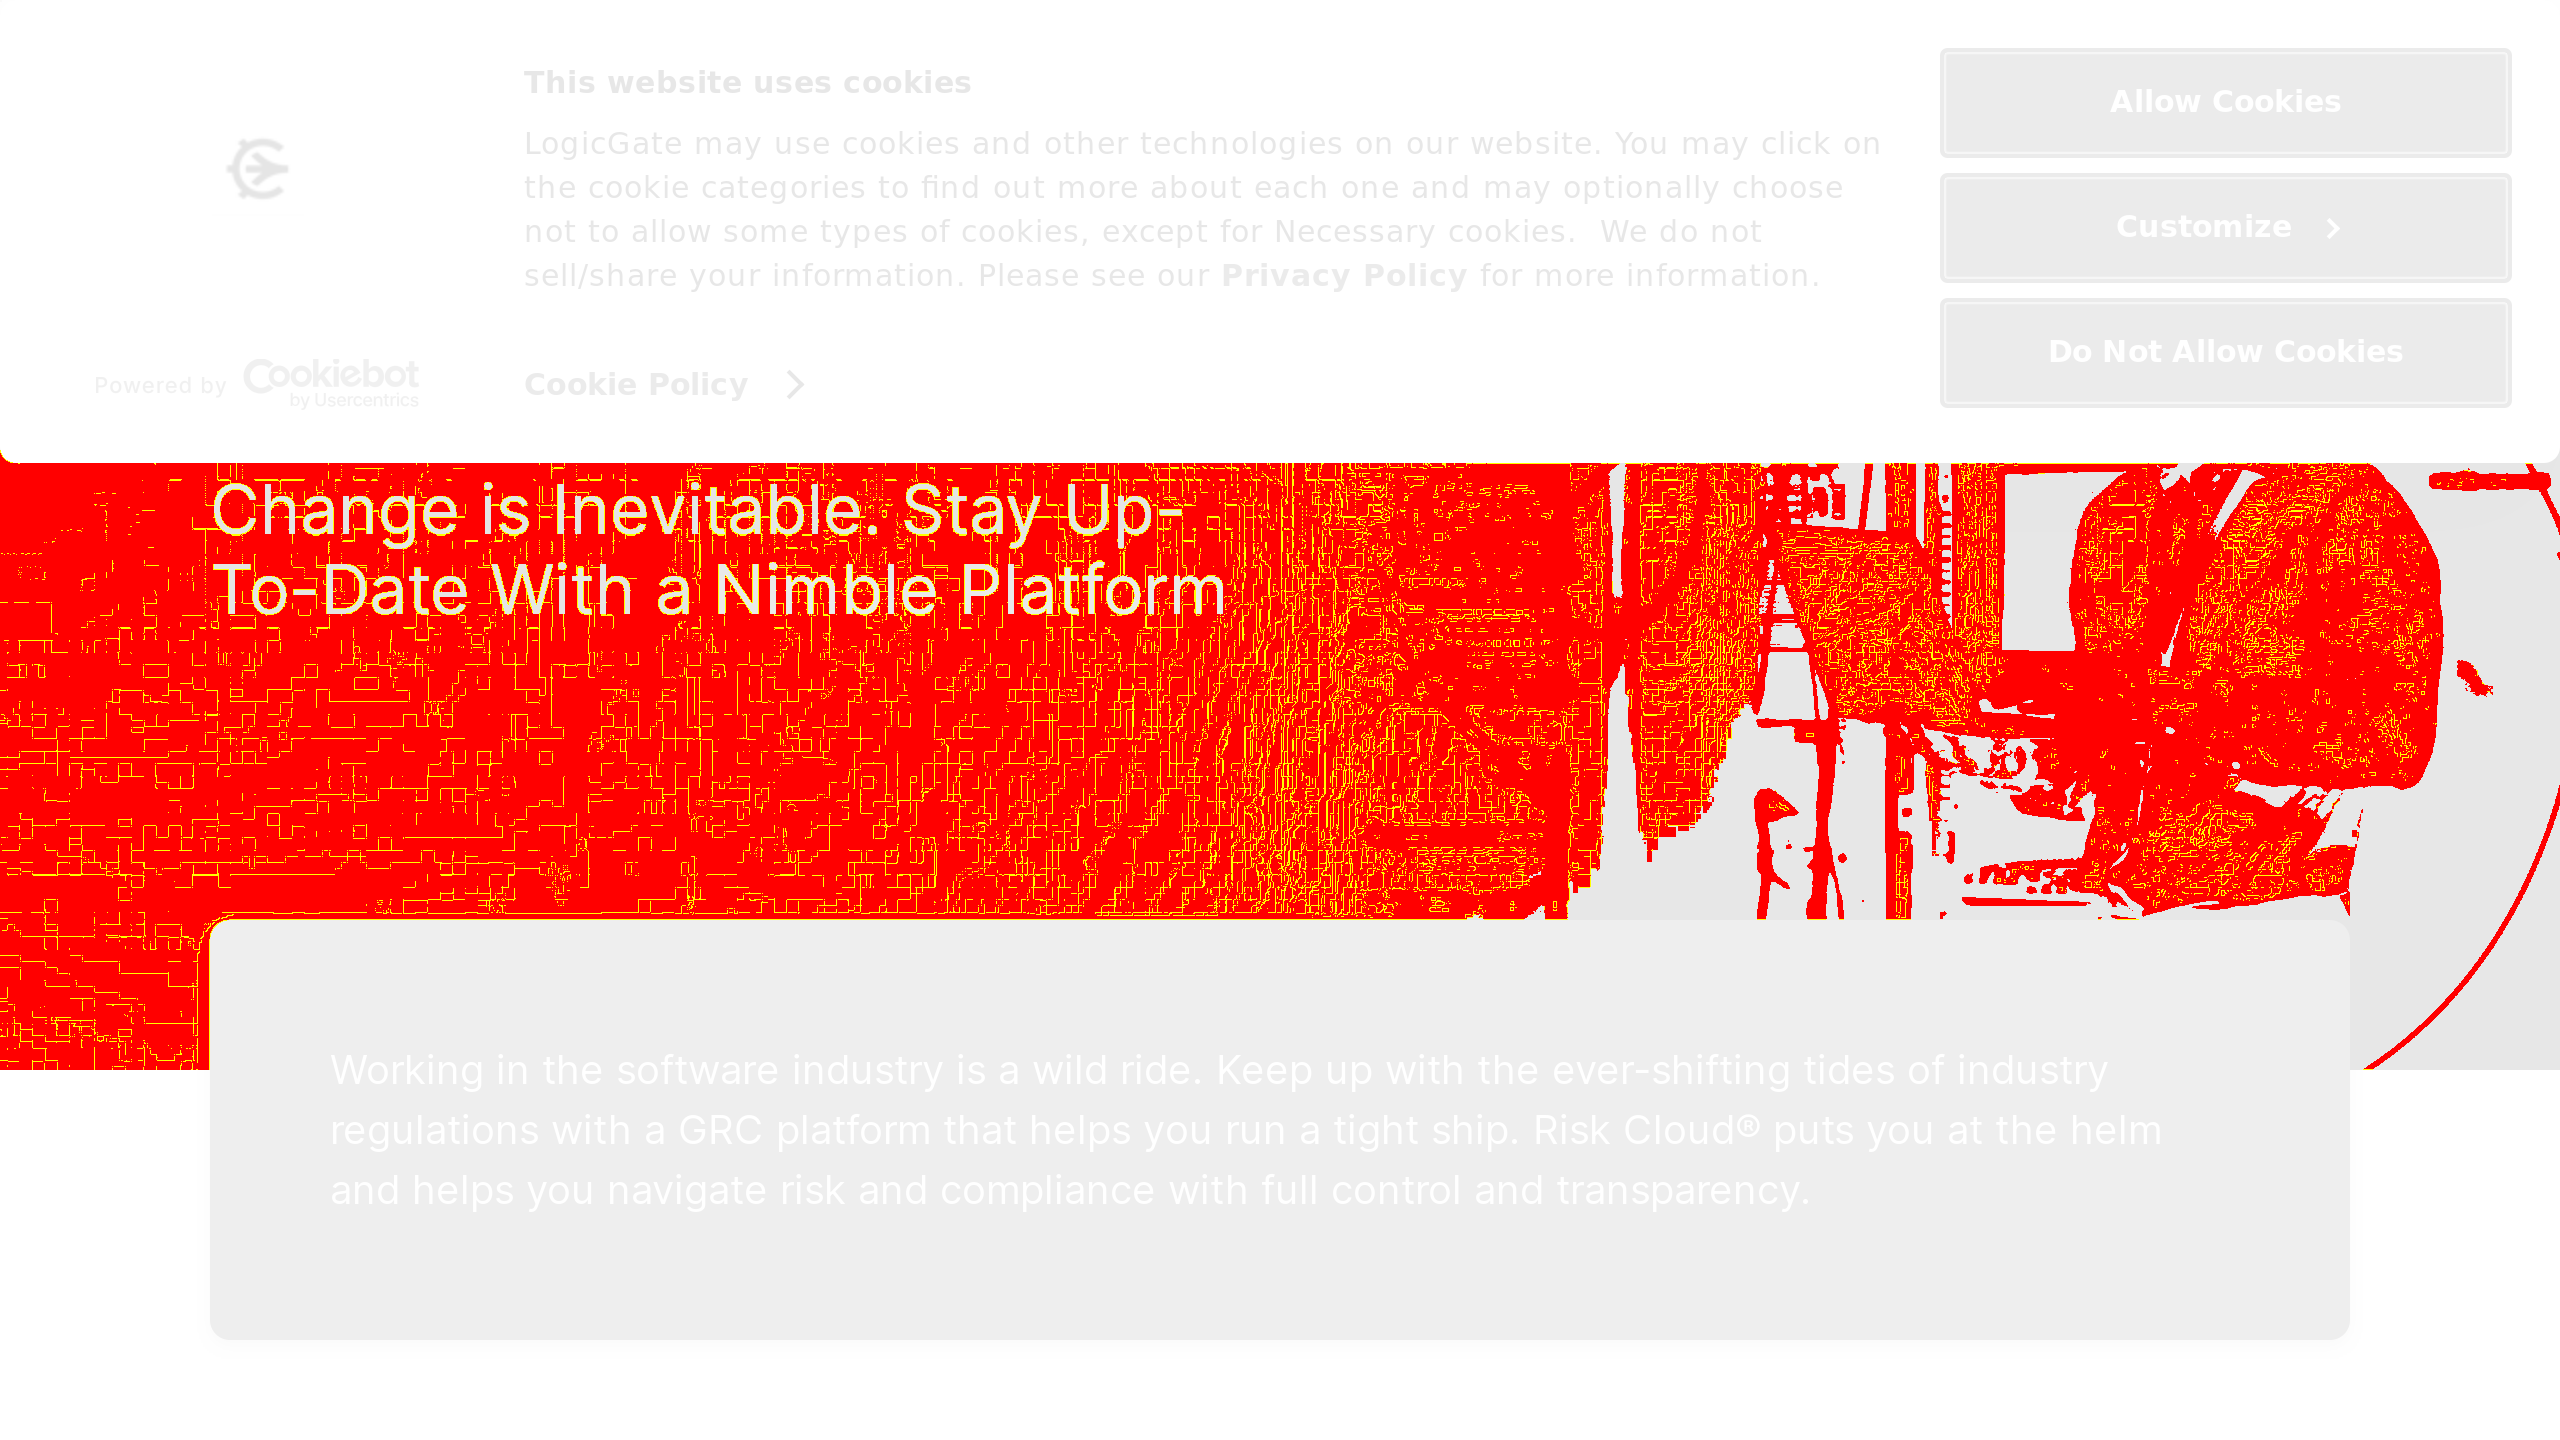 This website uses cookies
LogicGate may use cookies and other technologies on our website. You may click on
the cookie categories to find out more about each one and may optionally choose
not to allow some types of cookies, except for Necessary cookies.  We do not
sell/share your information. Please see our Privacy Policy for more information.
Allow Cookies
Customize
Do Not Allow Cookies
Powered by Cookiebot
by Usercentrics
Cookie Policy
Change is Inevitable. Stay Up-
To-Date With a Nimble Platform
Working in the software industry is a wild ride. Keep up with the ever-shifting tides of industry
regulations with a GRC platform that helps you run a tight ship. Risk Cloud® puts you at the helm
and helps you navigate risk and compliance with full control and transparency.